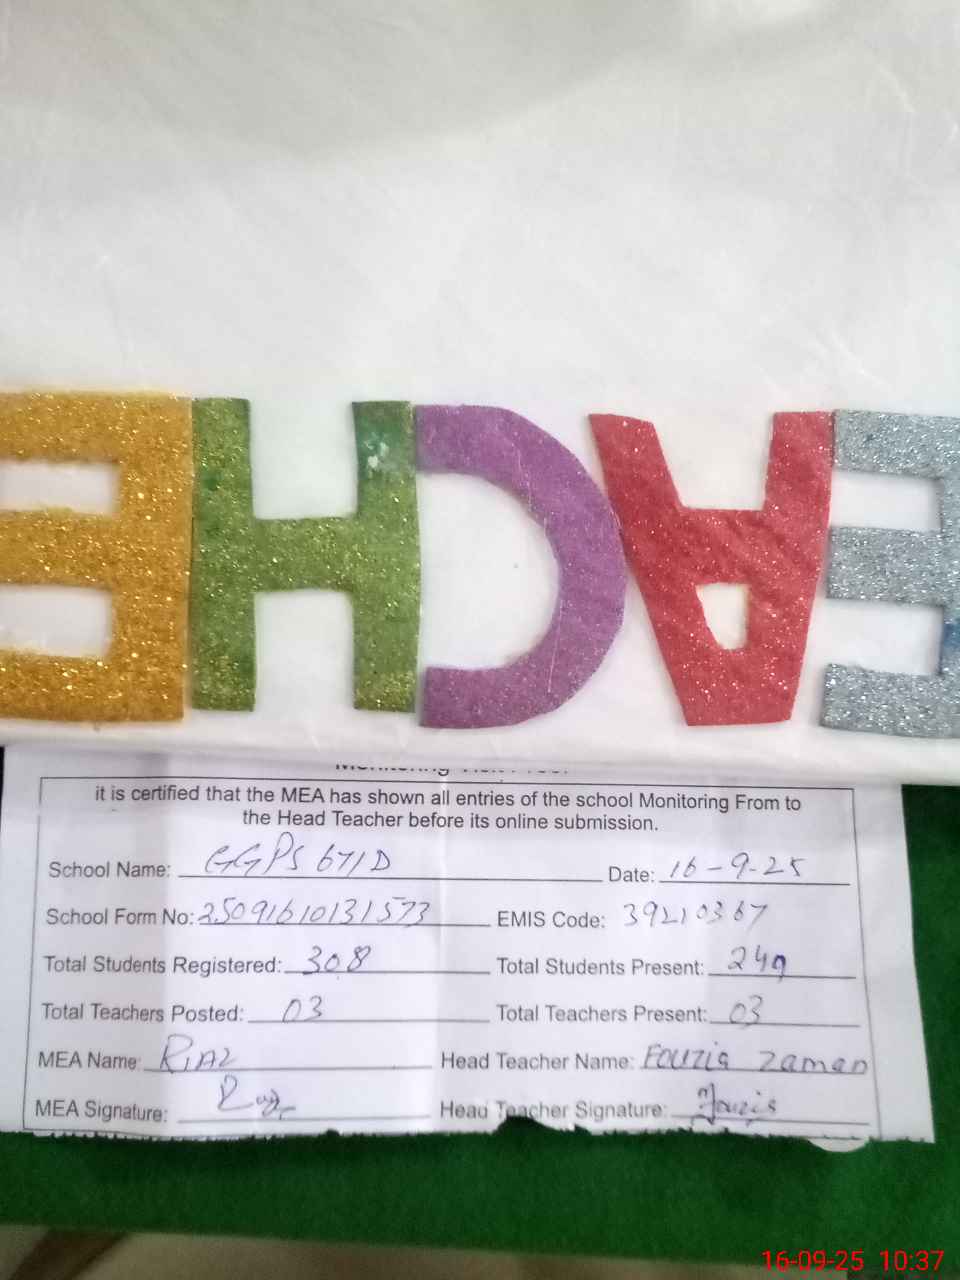 EACHE
it is certified that the MEA has shown all entries of the school Monitoring From to
the Head Teacher before its online submission.
School Name: GGPS 671D Date: 16-9-25
School Form No: 25091610131573 EMIS Code: 39210367
Total Students Registered: 308 Total Students Present: 249
Total Teachers Posted: 03 Total Teachers Present: 03
MEA Name: RIAZ Head Teacher Name: Fouzia Zaman
MEA Signature: Head Teacher Signature: Fouzia
16-09-25 10:37